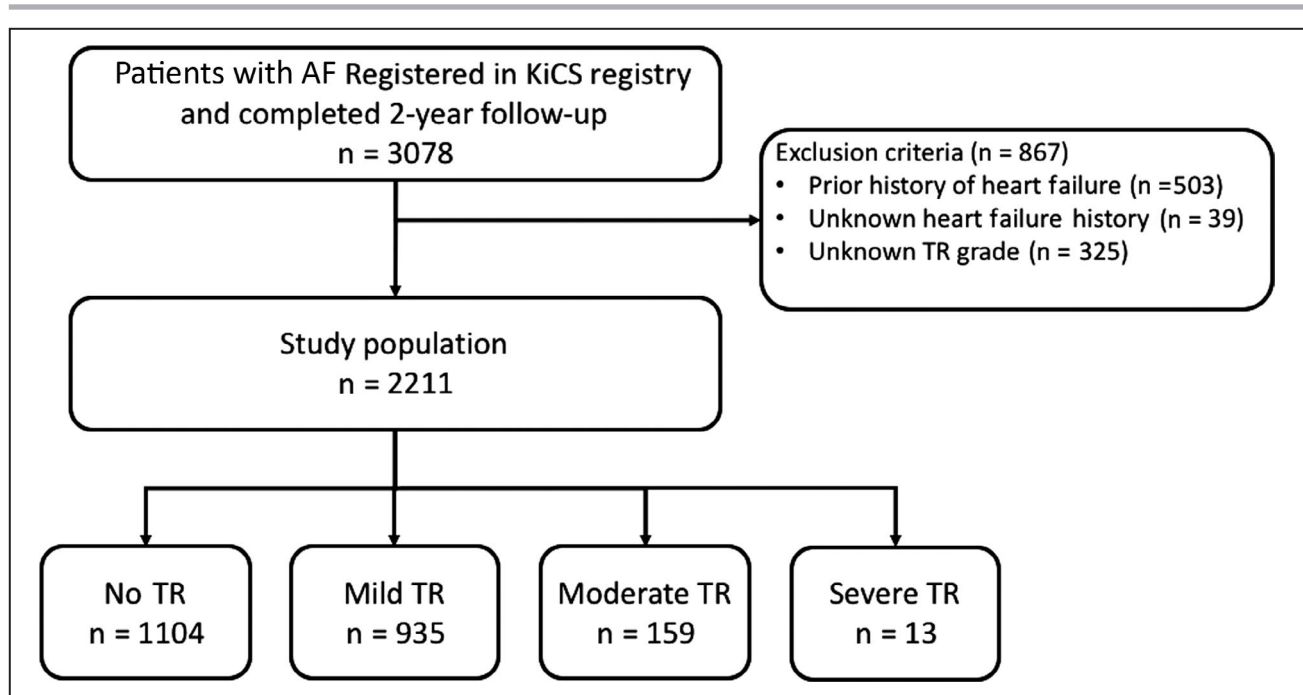 Patients with AF Registered in KiCS registry
and completed 2-year follow-up
n = 3078
Exclusion criteria (n = 867)
• Prior history of heart failure (n =503)
• Unknown heart failure history (n = 39)
• Unknown TR grade (n = 325)
Study population
n = 2211
No TR
n = 1104
Mild TR
n = 935
Moderate TR
n = 159
Severe TR
n = 13